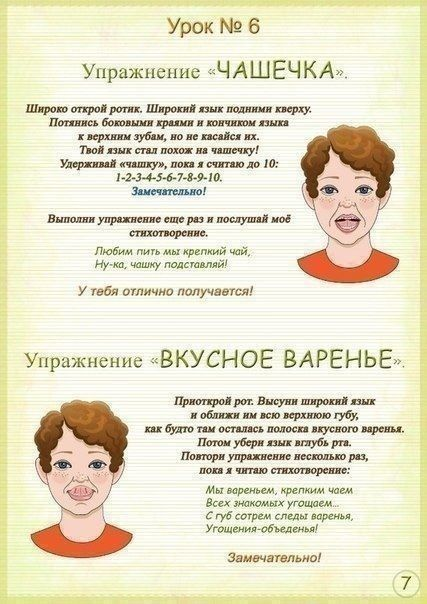 Урок № 6
Упражнение «ЧАШЕЧКА».
Широко открой ротик. Широкий язык подними кверху.
Потянись боковыми краями и кончиком языка
к верхним зубам, но не касайся их.
Твой язык стал похож на чашечку!
Удерживай «чашку», пока я считаю до 10:
1-2-3-4-5-6-7-8-9-10.
Замечательно!
Выполни упражнение еще раз и послушай моё
стихотворение.
Любим пить мы крепкий чай,
Ну-ка, чашку подставляй!
У тебя отлично получается!
Упражнение «ВКУСНОЕ ВАРЕНЬЕ».
Приоткрой рот. Высуни широкий язык
и оближи им всю верхнюю губу,
как будто там осталась полоска вкусного варенья.
Потом убери язык вглубь рта.
Повтори упражнение несколько раз,
пока я читаю стихотворение:
Мы вареньем, крепким чаем
Всех знакомых угощаем...
С губ сотрем следы варенья,
Угощения-объеденья!
Замечательно!
7